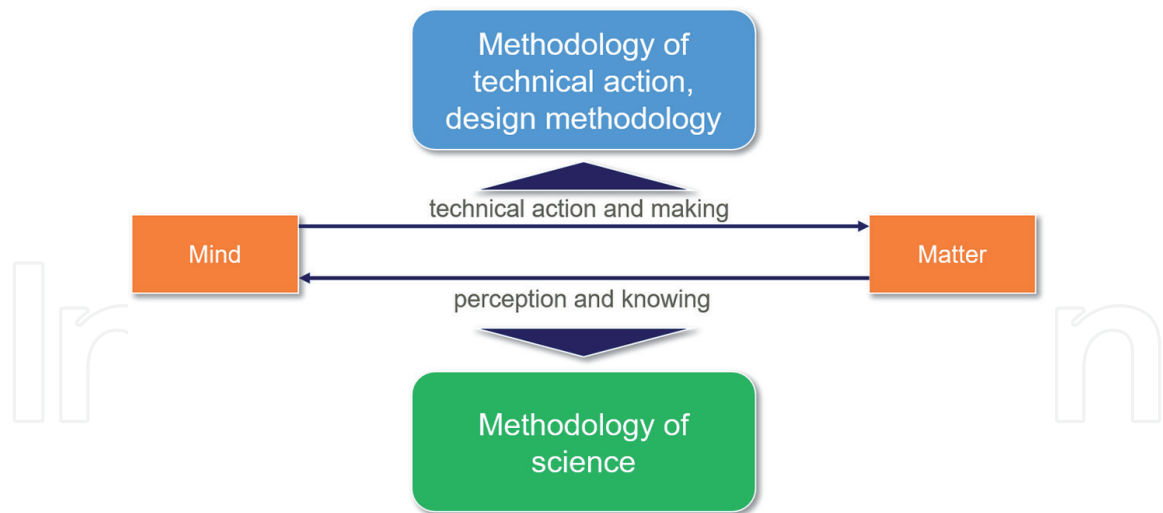 Methodology of
technical action,
design methodology
technical action and making
Mind
Matter
perception and knowing
Methodology of
science